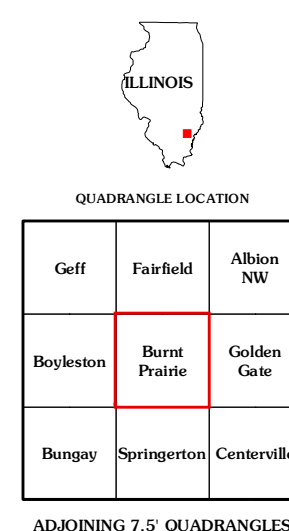 ILLINOIS
QUADRANGLE LOCATION
Geff Fairfield Albion
NW
Boyleston Burnt
Prairie Golden
Gate
Bungay Springerton Centerville
ADJOINING 7.5' QUADRANGLES